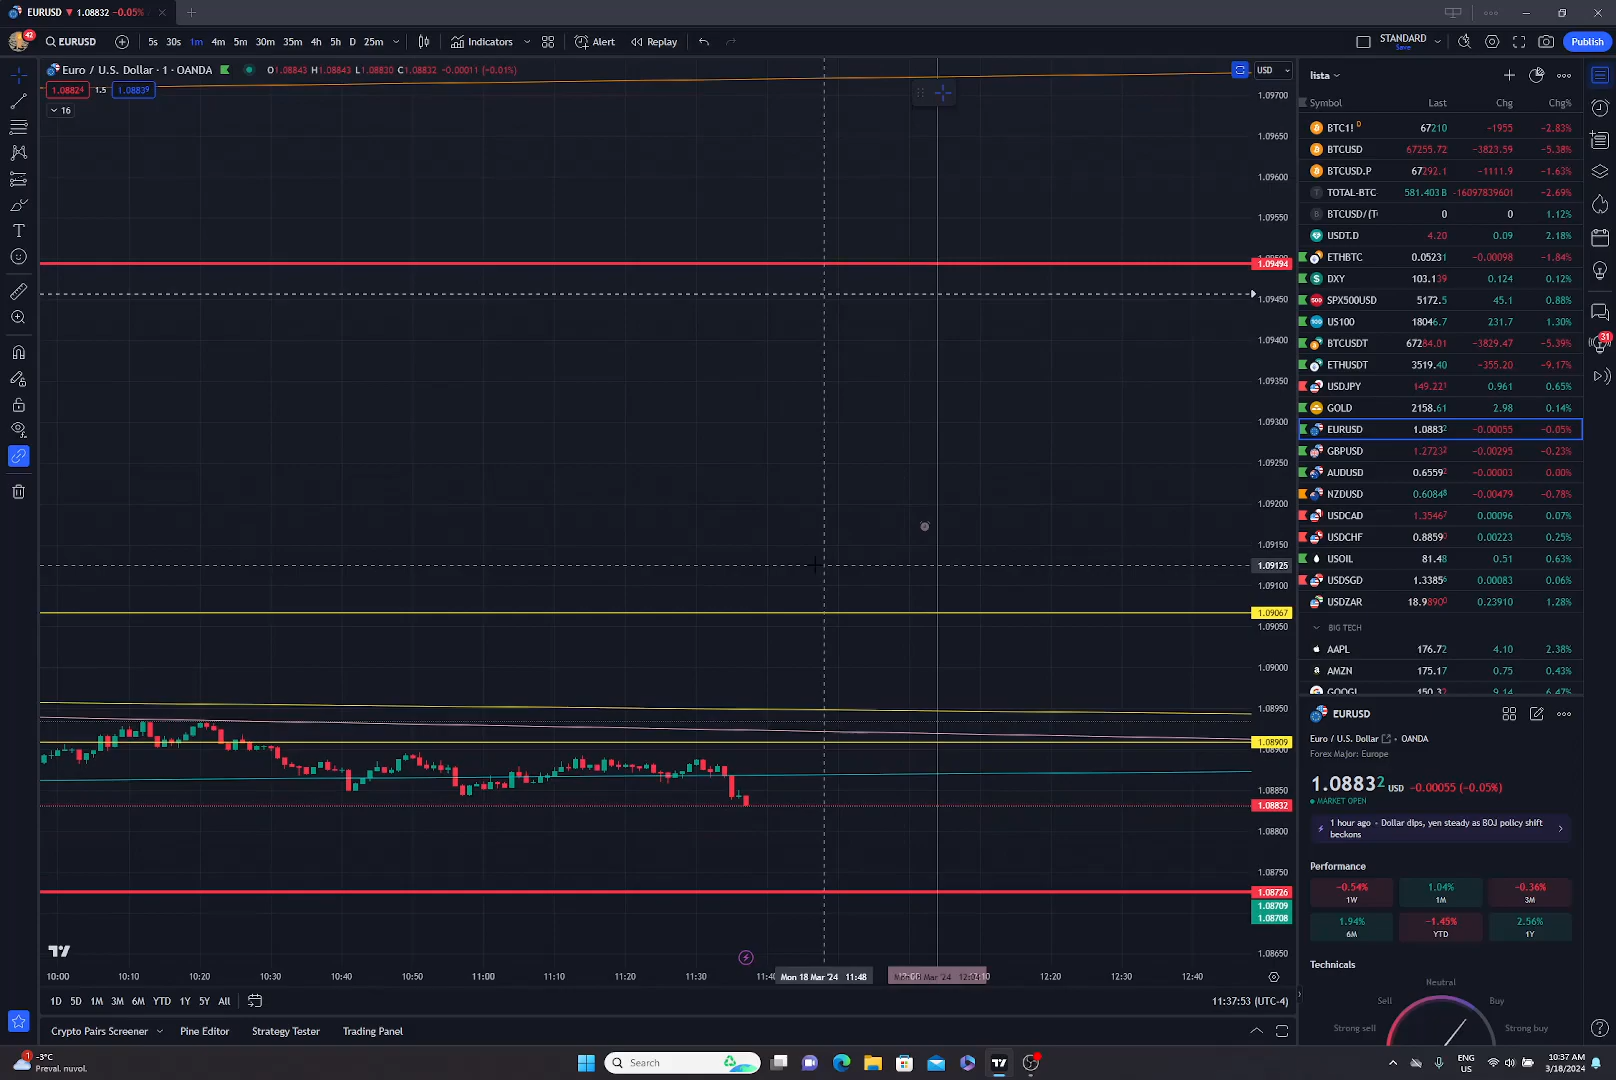 EURUSD ▼ 1.08832 −0.05%
42
EURUSD
5s 30s 1m 4m 5m 30m 35m 4h 5h D 25m
Indicators
Alert
Replay
STANDARD
Save
Publish
Euro / U.S. Dollar · 1 · OANDA
O1.08843 H1.08843 L1.08830 C1.08832 −0.00011 (−0.01%)
1.08824 1.5 1.08839
16
USD
1.09700
1.09650
1.09600
1.09550
1.09494
1.09450
1.09400
1.09350
1.09300
1.09250
1.09200
1.09150
1.09125
1.09100
1.09067
1.09050
1.09000
1.08950
1.08909
1.08900
1.08850
1.08832
1.08800
1.08750
1.08726
1.08709
1.08708
1.08650
10:00 10:10 10:20 10:30 10:40 10:50 11:00 11:10 11:20 11:30 11:40
Mon 18 Mar '24 11:48
12:20 12:30 12:40
1D 5D 1M 3M 6M YTD 1Y 5Y All
11:37:53 (UTC-4)
Crypto Pairs Screener
Pine Editor
Strategy Tester
Trading Panel
lista
Symbol Last Chg Chg%
BTC1! D 67210 −1955 −2.83%
BTCUSD 67255.72 −3823.59 −5.38%
BTCUSD.P 67292.1 −1111.9 −1.63%
TOTAL-BTC 581.403 B −16097839601 −2.69%
BTCUSD/(T 0 0 1.12%
USDT.D 4.20 0.09 2.18%
ETHBTC 0.05231 −0.00098 −1.84%
DXY 103.139 0.124 0.12%
SPX500USD 5172.5 45.1 0.88%
US100 18046.7 231.7 1.30%
BTCUSDT 67284.01 −3829.47 −5.39%
ETHUSDT 3519.40 −355.20 −9.17%
USDJPY 149.221 0.961 0.65%
GOLD 2158.61 2.98 0.14%
EURUSD 1.08832 −0.00055 −0.05%
GBPUSD 1.27232 −0.00295 −0.23%
AUDUSD 0.65592 −0.00003 0.00%
NZDUSD 0.60848 −0.00479 −0.78%
USDCAD 1.35467 0.00096 0.07%
USDCHF 0.88590 0.00223 0.25%
USOIL 81.48 0.51 0.63%
USDSGD 1.33856 0.00083 0.06%
USDZAR 18.98900 0.23910 1.28%
BIG TECH
AAPL 176.72 4.10 2.38%
AMZN 175.17 0.75 0.43%
GOOGL 150.32 9.14 6.47%
31
EURUSD
Euro / U.S. Dollar · OANDA
Forex Major: Europe
1.08832 USD −0.00055 (−0.05%)
MARKET OPEN
1 hour ago · Dollar dips, yen steady as BOJ policy shift
beckons
Performance
−0.54% 1.04% −0.36%
1W 1M 3M
1.94% −1.45% 2.56%
6M YTD 1Y
Technicals
Neutral
Sell Buy
Strong sell Strong buy
1
-3°C
Preval. nuvol.
Search
ENG
US
10:37 AM
3/18/2024